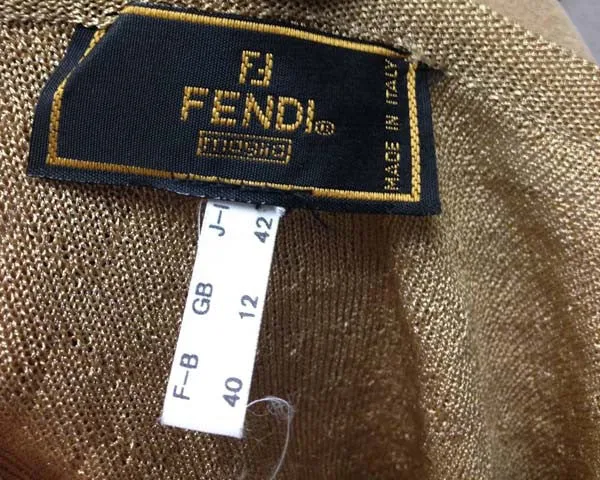 FENDI®
MADE IN ITALY
F-B GB J-I
40 12 42